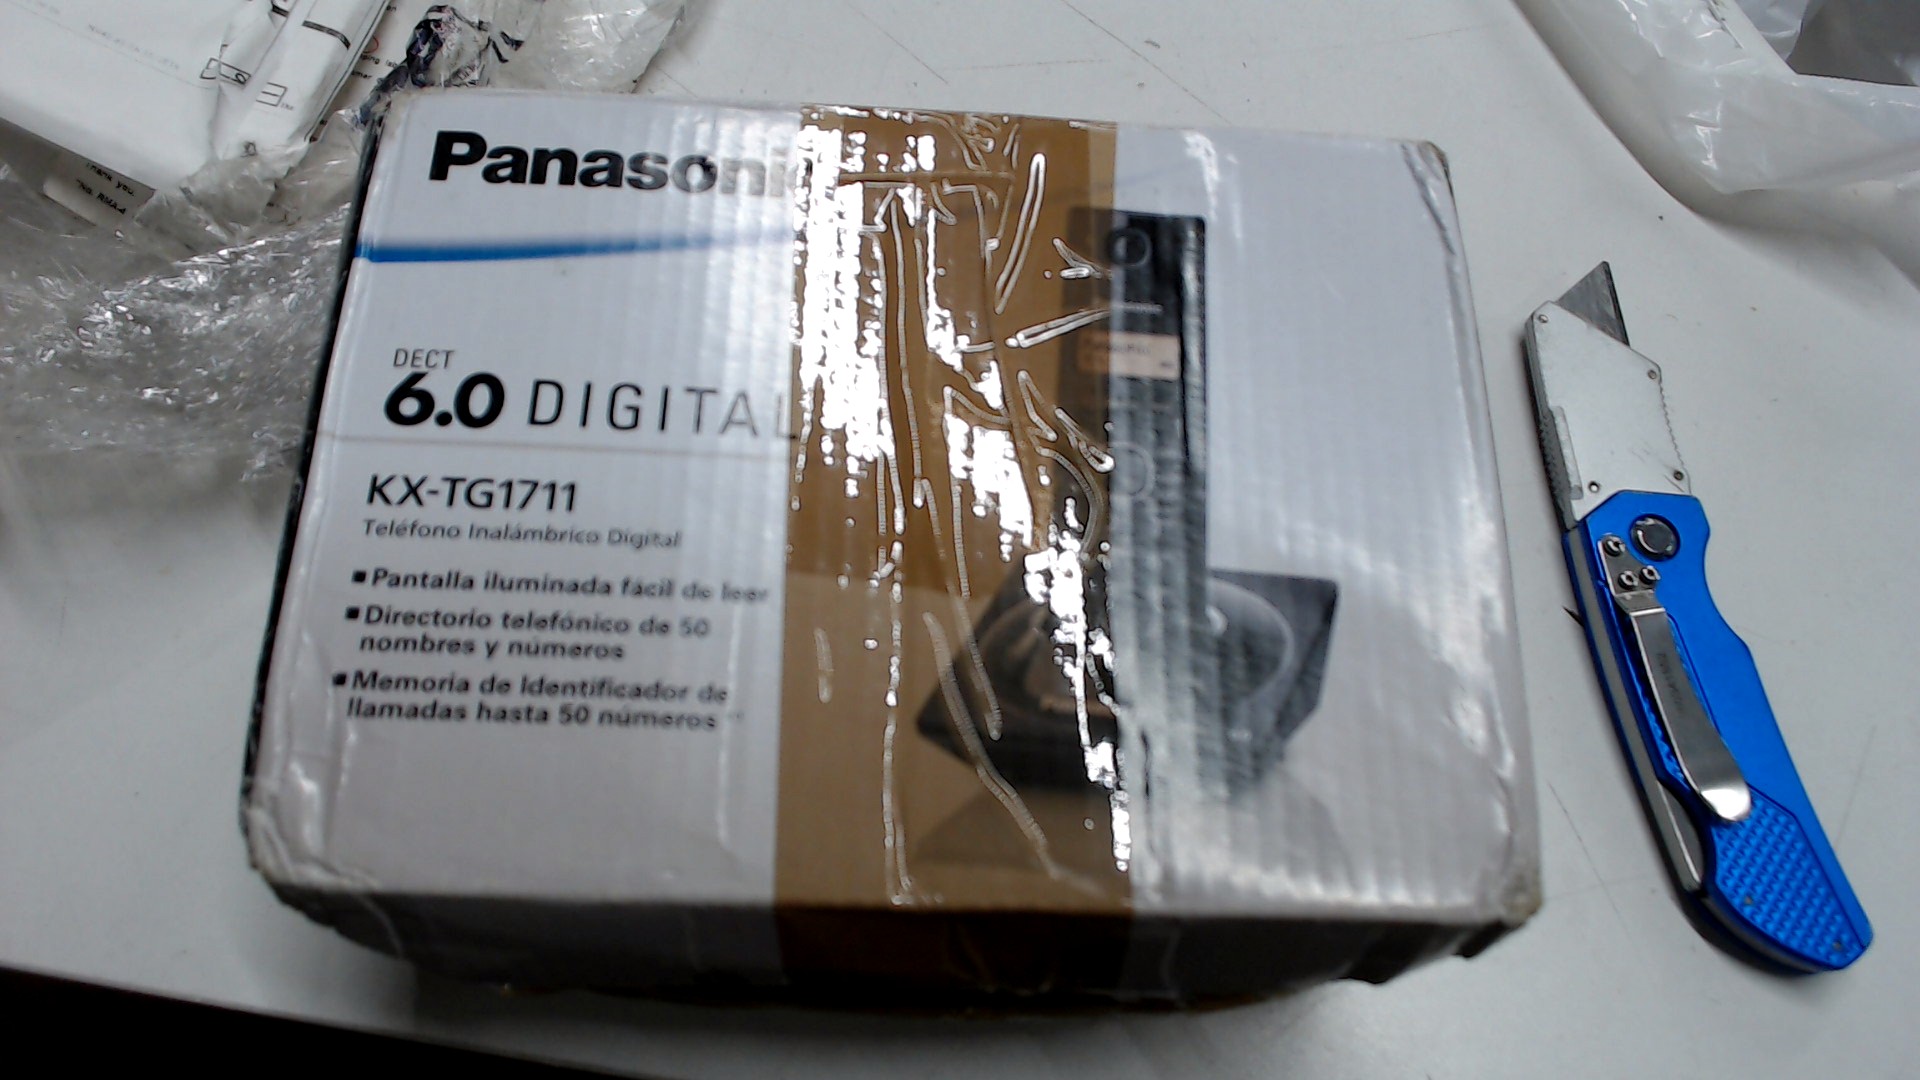 Panasonic
DECT
6.0 DIGITAL
KX-TG1711
Teléfono Inalámbrico Digital
▪ Pantalla iluminada fácil de leer
▪ Directorio telefónico de 50
nombres y números
▪ Memoria de Identificador de
llamadas hasta 50 números